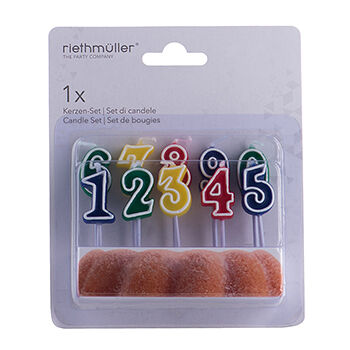 riethmüller
THE PARTY COMPANY
1x
Kerzen-Set | Set di candele
Candle Set | Set de bougies
6 7 8 9 0
1 2 3 4 5